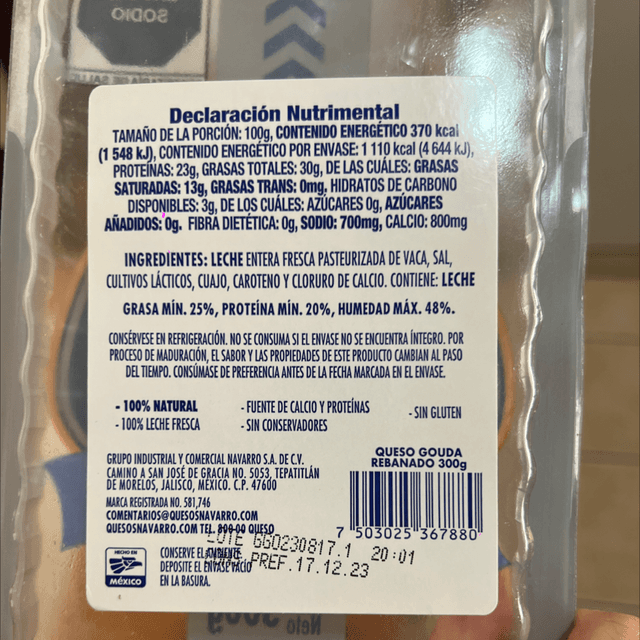 Declaración Nutrimental
TAMAÑO DE LA PORCIÓN: 100g, CONTENIDO ENERGÉTICO 370 kcal
(1 548 kJ), CONTENIDO ENERGÉTICO POR ENVASE: 1 110 kcal (4 644 kJ),
PROTEÍNAS: 23g, GRASAS TOTALES: 30g, DE LAS CUÁLES: GRASAS
SATURADAS: 13g, GRASAS TRANS: 0mg, HIDRATOS DE CARBONO
DISPONIBLES: 3g, DE LOS CUÁLES: AZÚCARES 0g, AZÚCARES
AÑADIDOS: 0g. FIBRA DIETÉTICA: 0g, SODIO: 700mg, CALCIO: 800mg
INGREDIENTES: LECHE ENTERA FRESCA PASTEURIZADA DE VACA, SAL,
CULTIVOS LÁCTICOS, CUAJO, CAROTENO Y CLORURO DE CALCIO. CONTIENE: LECHE
GRASA MÍN. 25%, PROTEÍNA MÍN. 20%, HUMEDAD MÁX. 48%.
CONSÉRVESE EN REFRIGERACIÓN. NO SE CONSUMA SI EL ENVASE NO SE ENCUENTRA ÍNTEGRO. POR
PROCESO DE MADURACIÓN, EL SABOR Y LAS PROPIEDADES DE ESTE PRODUCTO CAMBIAN AL PASO
DEL TIEMPO. CONSÚMASE DE PREFERENCIA ANTES DE LA FECHA MARCADA EN EL ENVASE.
- 100% NATURAL
- 100% LECHE FRESCA
- FUENTE DE CALCIO Y PROTEÍNAS
- SIN CONSERVADORES
- SIN GLUTEN
GRUPO INDUSTRIAL Y COMERCIAL NAVARRO S.A. DE C.V.
CAMINO A SAN JOSÉ DE GRACIA NO. 5053, TEPATITLÁN
DE MORELOS, JALISCO, MÉXICO. C.P. 47600
MARCA REGISTRADA NO. 581,746
COMENTARIOS@QUESOSNAVARRO.COM
QUESOSNAVARRO.COM TEL. 800 00 QUESO
QUESO GOUDA
REBANADO 300g
7 503025 367880
LOTE GGO230817.1 20:01
PREF.17.12.23
HECHO EN
MÉXICO
CONSERVE EL AMBIENTE
DEPOSITE EL ENVASE VACÍO
EN LA BASURA.
SODIO
300g
Neto